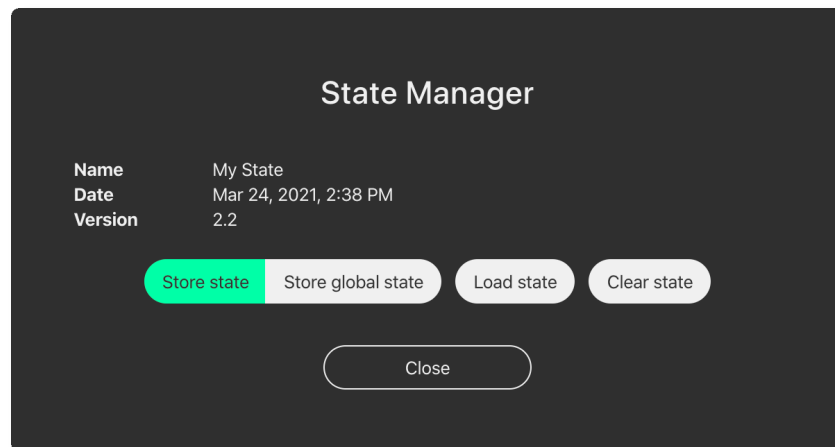 State Manager
Name My State
Date Mar 24, 2021, 2:38 PM
Version 2.2
Store state Store global state Load state Clear state
Close